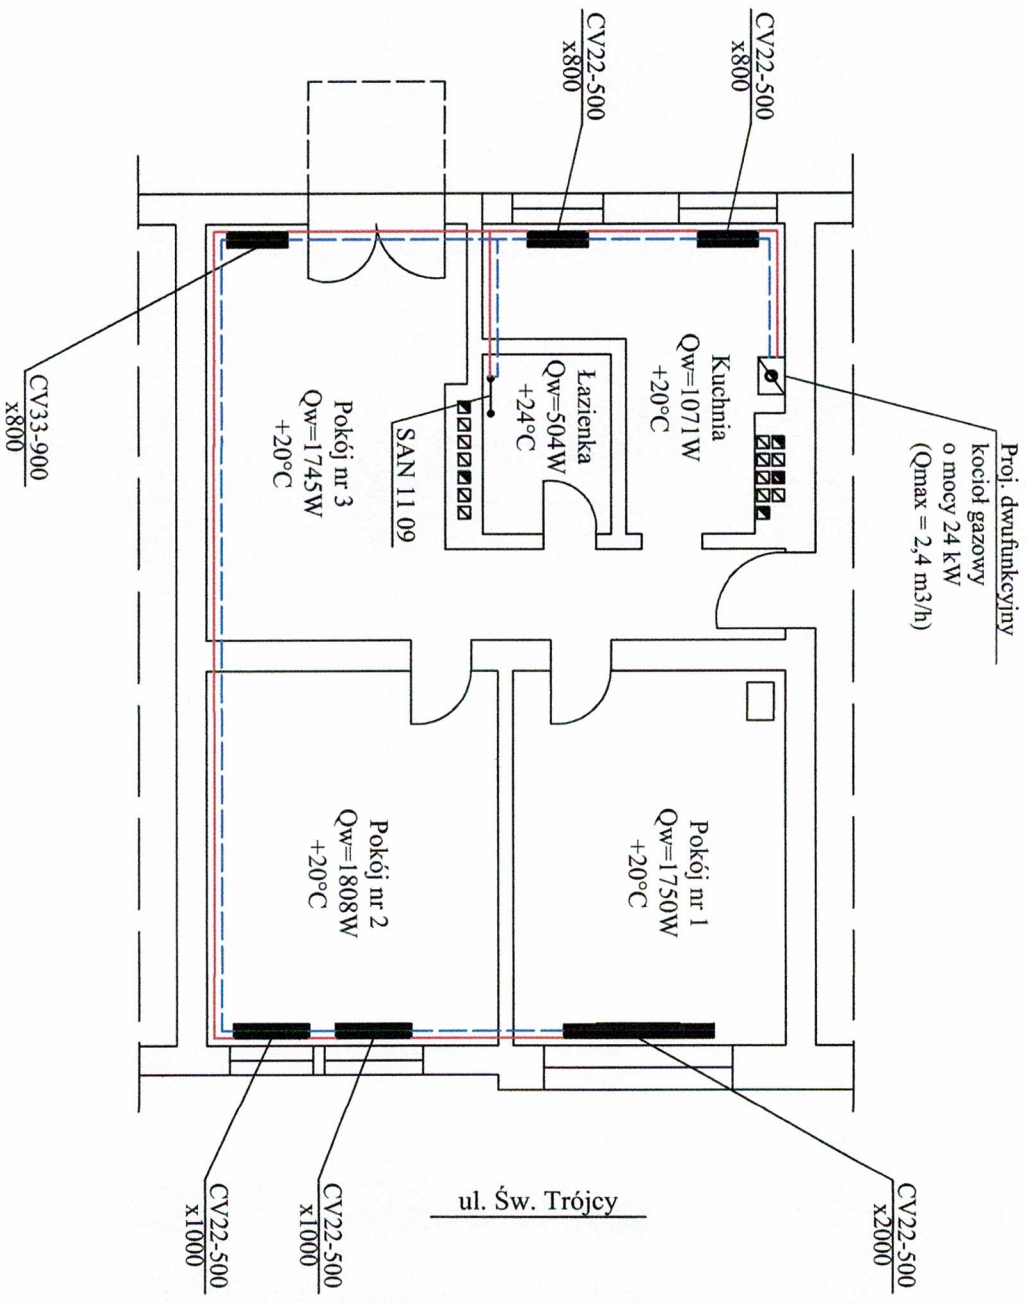 CV22-500
x800
CV22-500
x800
Proj. dwufunkcyjny
kocioł gazowy
o mocy 24 kW
(Qmax = 2,4 m3/h)
Kuchnia
Qw=1071W
+20°C
Łazienka
Qw=504W
+24°C
SAN 11 09
Pokój nr 3
Qw=1745W
+20°C
CV33-900
x800
Pokój nr 1
Qw=1750W
+20°C
Pokój nr 2
Qw=1808W
+20°C
CV22-500
x2000
CV22-500
x1000
CV22-500
x1000
ul. Św. Trójcy